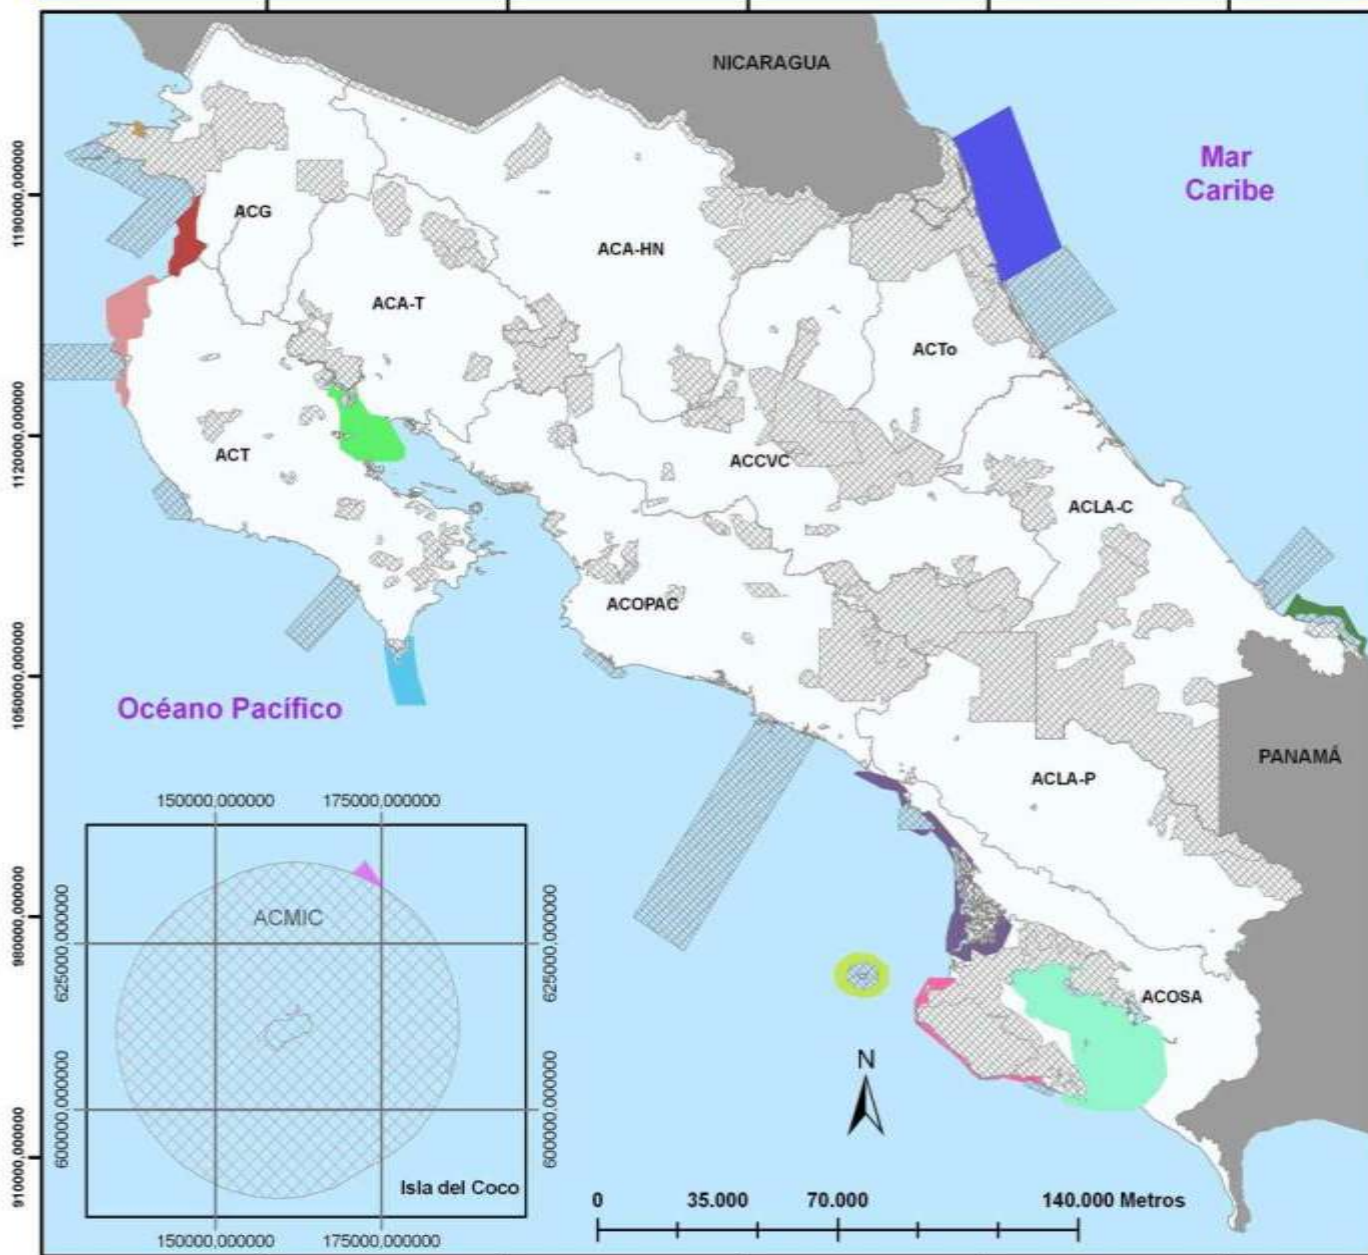 NICARAGUA
Mar
Caribe
1190000,000000
ACG
ACA-HN
ACA-T
ACTo
1120000,000000
ACT
ACCVC
ACLA-C
ACOPAC
1050000,000000
Océano Pacífico
PANAMÁ
ACLA-P
150000,000000
175000,000000
980000,000000
ACMIC
625000,000000
625000,000000
ACOSA
N
600000,000000
600000,000000
910000,000000
Isla del Coco
0 35.000 70.000 140.000 Metros
150000,000000
175000,000000